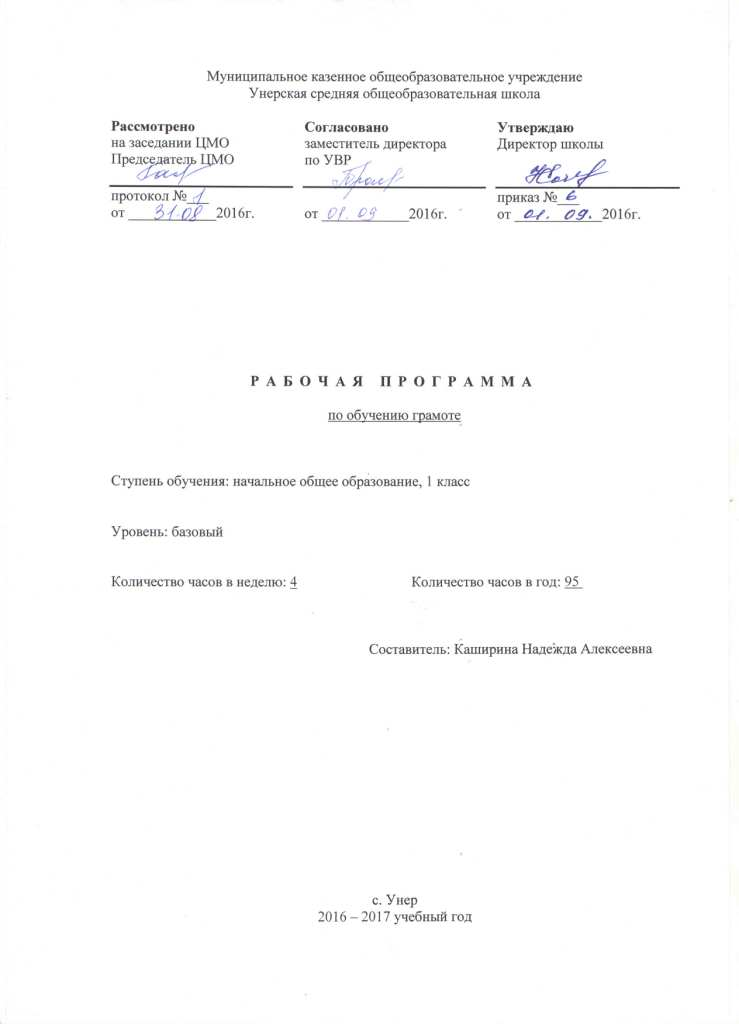 Муниципальное казенное общеобразовательное учреждение
Унерская средняя общеобразовательная школа
Рассмотрено
на заседании ЦМО
Председатель ЦМО
протокол № 1
от 31.08 2016г.
Согласовано
заместитель директора
по УВР
от 01.09 2016г.
Утверждаю
Директор школы
приказ № 6
от 01. 09. 2016г.
Р А Б О Ч А Я П Р О Г Р А М М А
по обучению грамоте
Ступень обучения: начальное общее образование, 1 класс
Уровень: базовый
Количество часов в неделю: 4 Количество часов в год: 95
Составитель: Каширина Надежда Алексеевна
с. Унер
2016 – 2017 учебный год